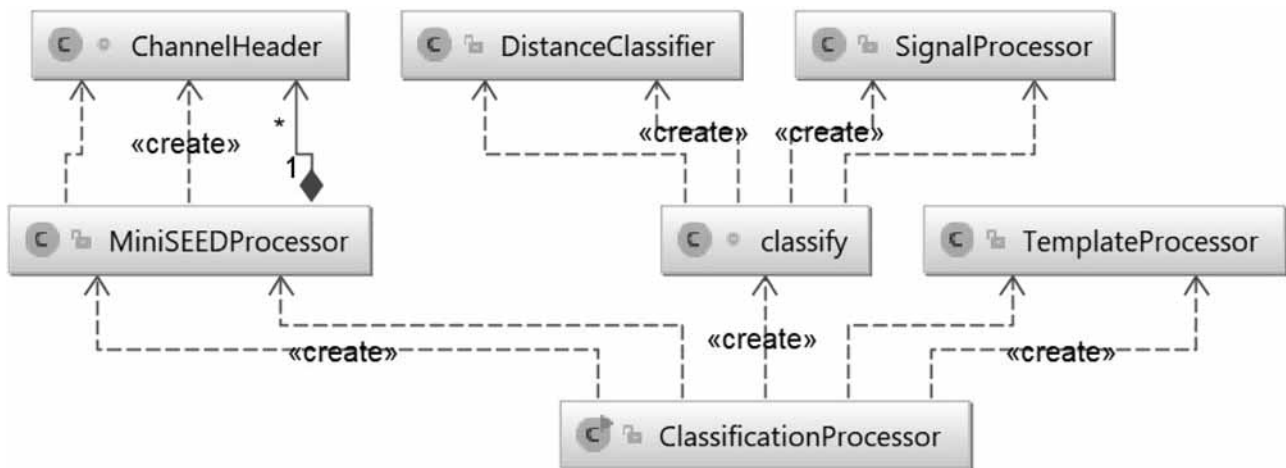 ChannelHeader
DistanceClassifier
SignalProcessor
*
«create»
«create»
«create»
1
MiniSEEDProcessor
classify
TemplateProcessor
«create»
«create»
«create»
ClassificationProcessor